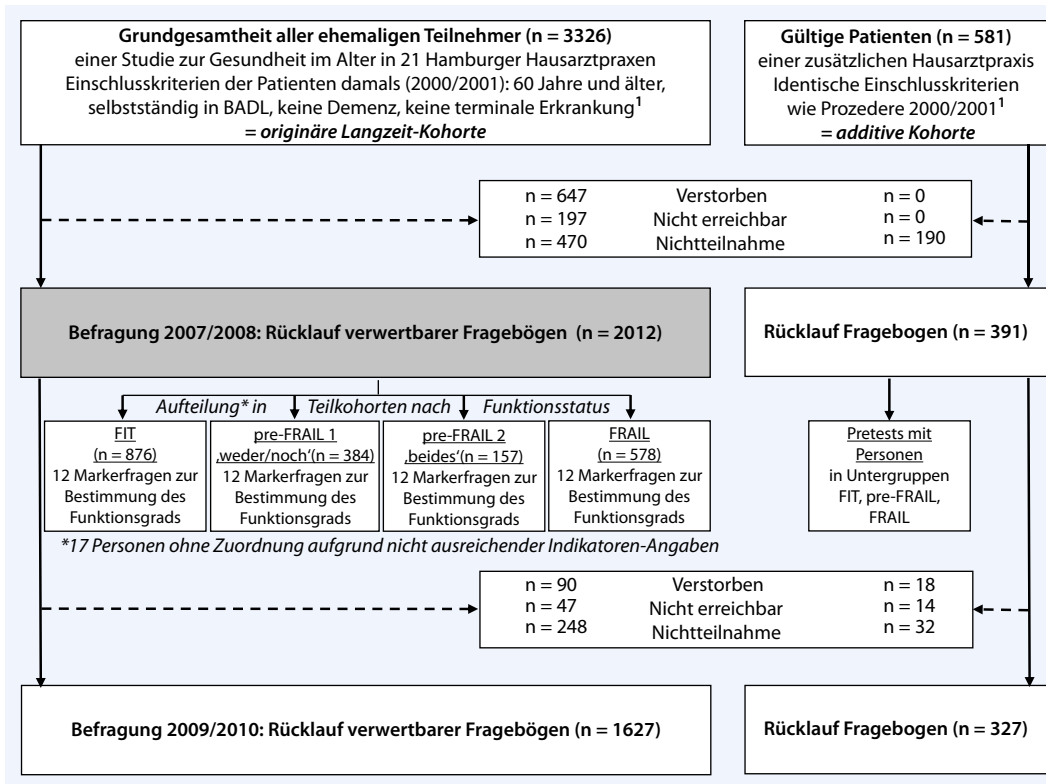 Grundgesamtheit aller ehemaligen Teilnehmer (n = 3326)
einer Studie zur Gesundheit im Alter in 21 Hamburger Hausarztpraxen
Einschlusskriterien der Patienten damals (2000/2001): 60 Jahre und älter,
selbstständig in BADL, keine Demenz, keine terminale Erkrankung¹
= originäre Langzeit-Kohorte
Gültige Patienten (n = 581)
einer zusätzlichen Hausarztpraxis
Identische Einschlusskriterien
wie Prozedere 2000/2001¹
= additive Kohorte
n = 647 Verstorben n = 0
n = 197 Nicht erreichbar n = 0
n = 470 Nichtteilnahme n = 190
Befragung 2007/2008: Rücklauf verwertbarer Fragebögen (n = 2012)
Rücklauf Fragebogen (n = 391)
Aufteilung* in Teilkohorten nach Funktionsstatus
FIT
(n = 876)
12 Markerfragen zur
Bestimmung des
Funktionsgrads
pre-FRAIL 1
‚weder/noch‘(n = 384)
12 Markerfragen zur
Bestimmung des
Funktionsgrads
pre-FRAIL 2
‚beides‘(n = 157)
12 Markerfragen zur
Bestimmung des
Funktionsgrads
FRAIL
(n = 578)
12 Markerfragen zur
Bestimmung des
Funktionsgrads
Pretests mit
Personen
in Untergruppen
FIT, pre-FRAIL,
FRAIL
*17 Personen ohne Zuordnung aufgrund nicht ausreichender Indikatoren-Angaben
n = 90 Verstorben n = 18
n = 47 Nicht erreichbar n = 14
n = 248 Nichtteilnahme n = 32
Befragung 2009/2010: Rücklauf verwertbarer Fragebögen (n = 1627)
Rücklauf Fragebogen (n = 327)